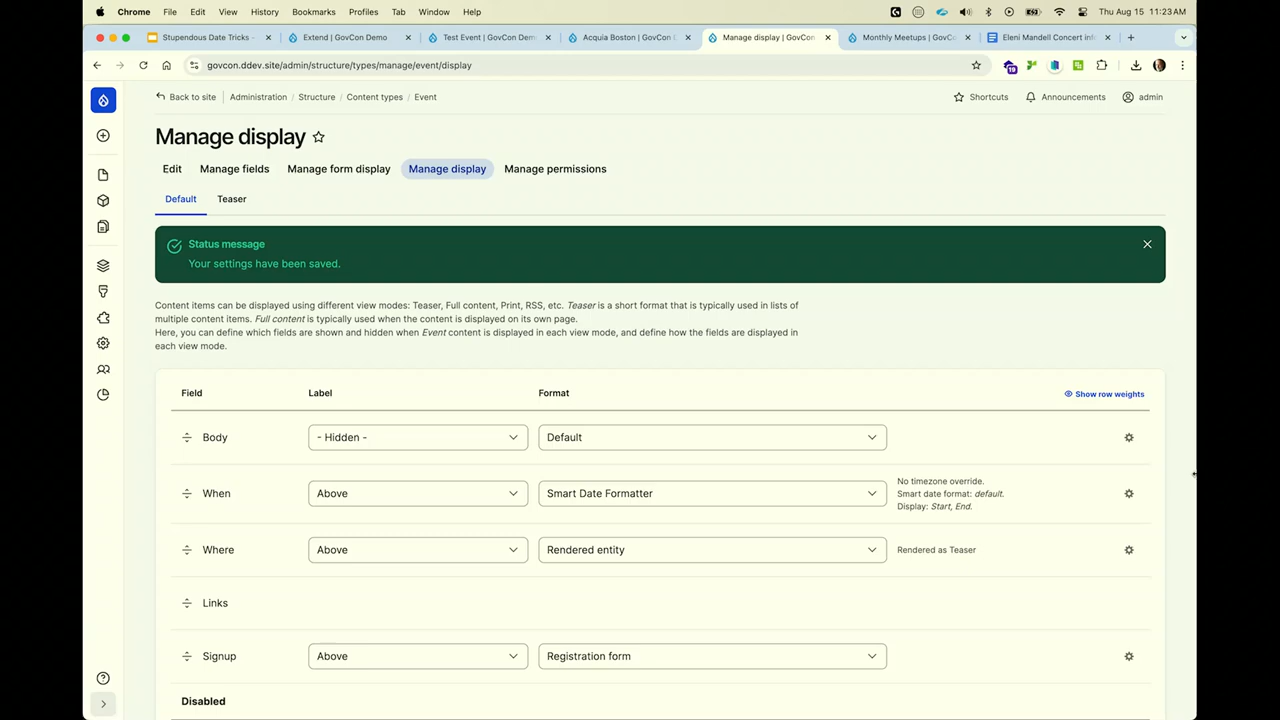 Chrome File Edit View History Bookmarks Profiles Tab Window Help Thu Aug 15 11:23 AM
Stupendous Date Tricks - Extend | GovCon Demo Test Event | GovCon Dem Acquia Boston | GovCon D Manage display | GovCon Monthly Meetups | GovCon Eleni Mandell Concert info
govcon.ddev.site/admin/structure/types/manage/event/display 19
Back to site Administration Structure Content types Event Shortcuts Announcements admin
Manage display
Edit Manage fields Manage form display Manage display Manage permissions
Default Teaser
Status message
Your settings have been saved.
Content items can be displayed using different view modes: Teaser, Full content, Print, RSS, etc. Teaser is a short format that is typically used in lists of
multiple content items. Full content is typically used when the content is displayed on its own page.
Here, you can define which fields are shown and hidden when Event content is displayed in each view mode, and define how the fields are displayed in
each view mode.
Field Label Format Show row weights
Body - Hidden - Default
When Above Smart Date Formatter
No timezone override.
Smart date format: default.
Display: Start, End.
Where Above Rendered entity Rendered as Teaser
Links
Signup Above Registration form
Disabled